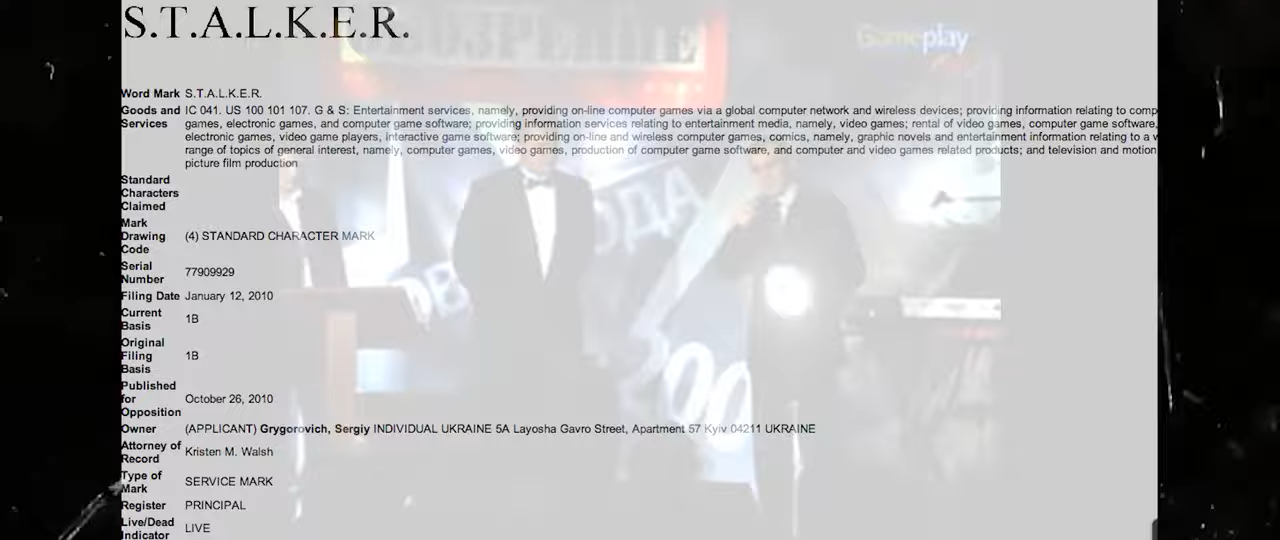 S.T.A.L.K.E.R.
Gameplay
Word Mark S.T.A.L.K.E.R.
Goods and Services IC 041. US 100 101 107. G & S: Entertainment services, namely, providing on-line computer games via a global computer network and wireless devices; providing information relating to comp
games, electronic games, and computer game software; providing information services relating to entertainment media, namely, video games; rental of video games, computer game software,
electronic games, video game players, interactive game software; providing on-line and wireless computer games, comics, namely, graphic novels and entertainment information relating to a w
range of topics of general interest, namely, computer games, video games, production of computer game software, and computer and video games related products; and television and motion
picture film production
Standard
Characters
Claimed
Mark
Drawing (4) STANDARD CHARACTER MARK
Code
Serial
Number 77909929
Filing Date January 12, 2010
Current
Basis 1B
Original
Filing 1B
Basis
Published
for October 26, 2010
Opposition
Owner (APPLICANT) Grygorovich, Sergiy INDIVIDUAL UKRAINE 5A Layosha Gavro Street, Apartment 57 Kyiv 04211 UKRAINE
Attorney of
Record Kristen M. Walsh
Type of
Mark SERVICE MARK
Register PRINCIPAL
Live/Dead
Indicator LIVE